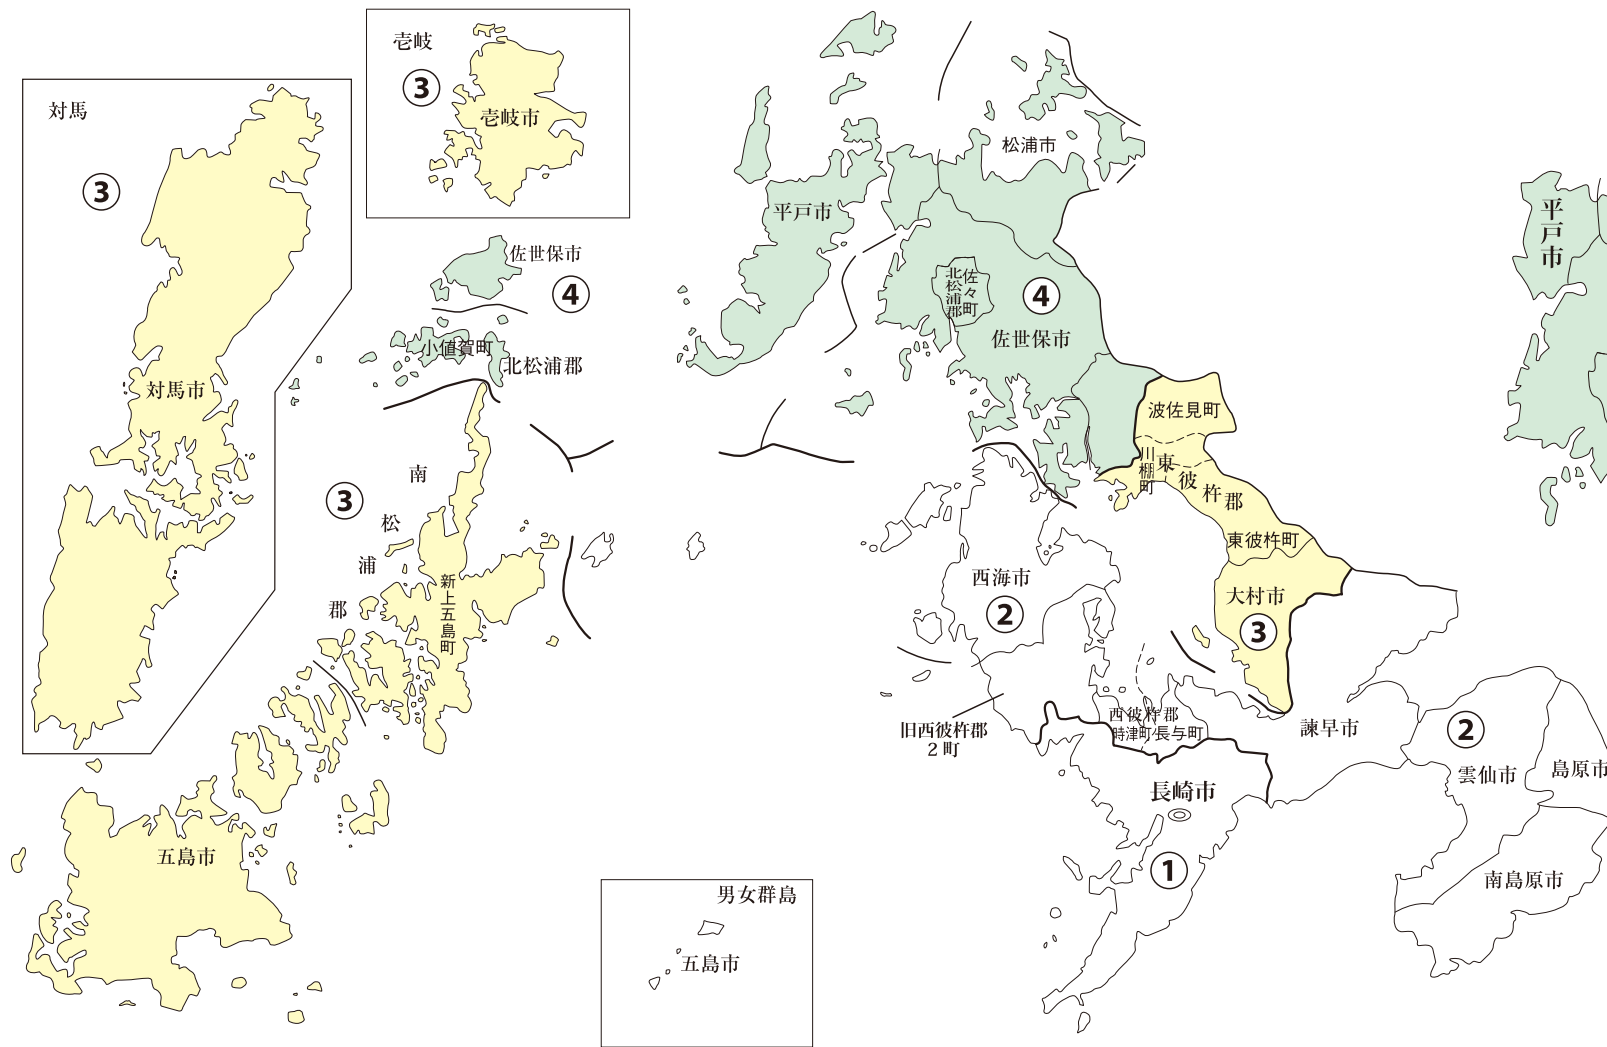 対馬
③
対馬市
壱岐
③
壱岐市
佐世保市
④
小値賀町
北松浦郡
③
南松浦郡
新上五島町
五島市
男女群島
五島市
平戸市
松浦市
北松浦郡
佐々町
④
佐世保市
波佐見町
川棚町
東彼杵郡
東彼杵町
大村市
③
西海市
②
旧西彼杵郡
2町
西彼杵郡
時津町
長与町
諫早市
長崎市
①
②
雲仙市
島原市
南島原市
平戸市